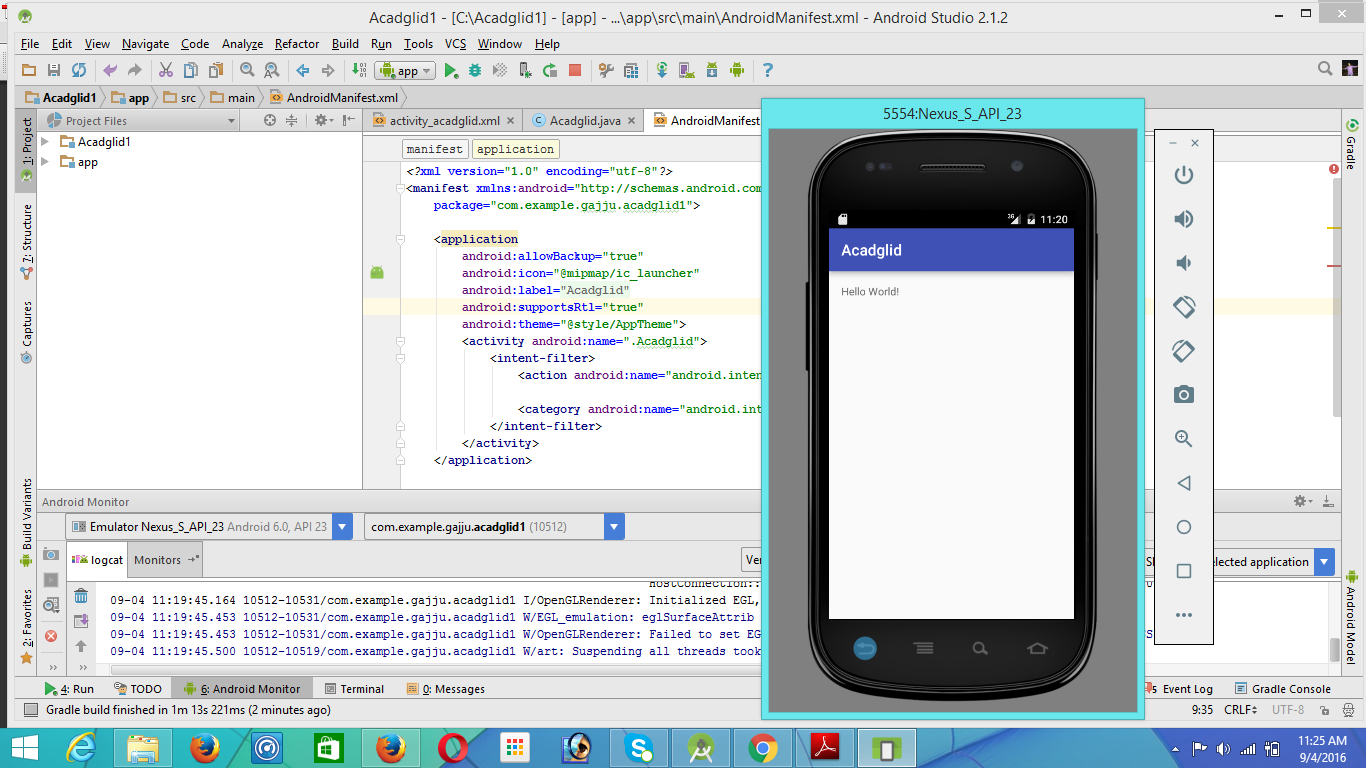 Acadglid1 - [C:\Acadglid1] - [app] - ...\app\src\main\AndroidManifest.xml - Android Studio 2.1.2
File Edit View Navigate Code Analyze Refactor Build Run Tools VCS Window Help
app
Acadglid1 app src main AndroidManifest.xml
1: Project
7: Structure
Captures
Build Variants
2: Favorites
Project Files
Acadglid1
app
activity_acadglid.xml Acadglid.java AndroidManifest
manifest application
<?xml version="1.0" encoding="utf-8"?>
<manifest xmlns:android="http://schemas.android.com
package="com.example.gajju.acadglid1">
<application
android:allowBackup="true"
android:icon="@mipmap/ic_launcher"
android:label="Acadglid"
android:supportsRtl="true"
android:theme="@style/AppTheme">
<activity android:name=".Acadglid">
<intent-filter>
<action android:name="android.inten
<category android:name="android.int
</intent-filter>
</activity>
</application>
5554:Nexus_S_API_23
3G 11:20
Acadglid
Hello World!
Gradle
Android Model
Android Monitor
Emulator Nexus_S_API_23 Android 6.0, API 23
com.example.gajju.acadglid1 (10512)
logcat Monitors
Ver
elected application
HostConnection::
09-04 11:19:45.164 10512-10531/com.example.gajju.acadglid1 I/OpenGLRenderer: Initialized EGL,
09-04 11:19:45.453 10512-10531/com.example.gajju.acadglid1 W/EGL_emulation: eglSurfaceAttrib
09-04 11:19:45.453 10512-10531/com.example.gajju.acadglid1 W/OpenGLRenderer: Failed to set EG
09-04 11:19:45.500 10512-10519/com.example.gajju.acadglid1 W/art: Suspending all threads took
4: Run TODO 6: Android Monitor Terminal 0: Messages 5 Event Log Gradle Console
Gradle build finished in 1m 13s 221ms (2 minutes ago) 9:35 CRLF UTF-8
11:25 AM
9/4/2016